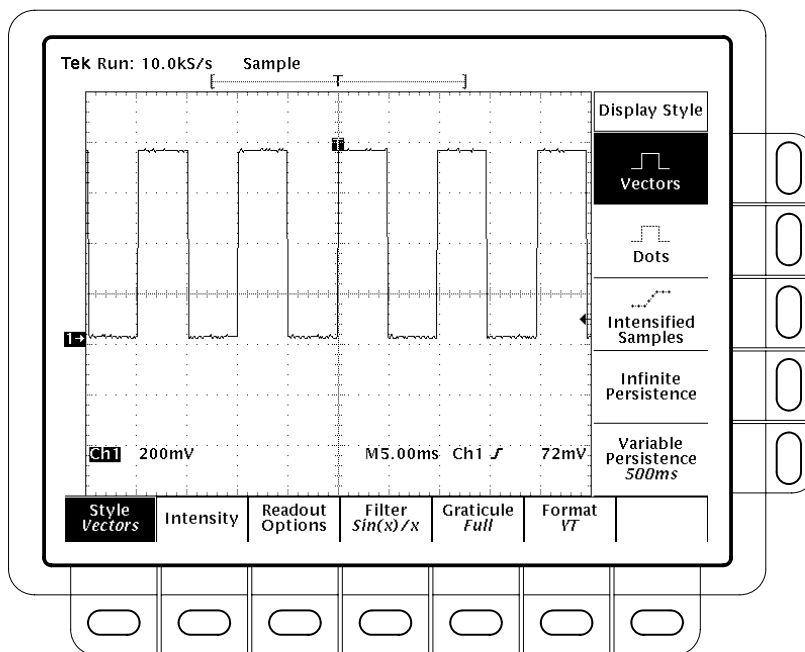 Tek Run: 10.0kS/s Sample
T
Display Style
T
Vectors
Dots
1→
Intensified
Samples
Infinite
Persistence
Ch1 200mV M5.00ms Ch1 72mV
Variable
Persistence
500ms
Style
Vectors
Intensity
Readout
Options
Filter
Sin(x)/x
Graticule
Full
Format
YT